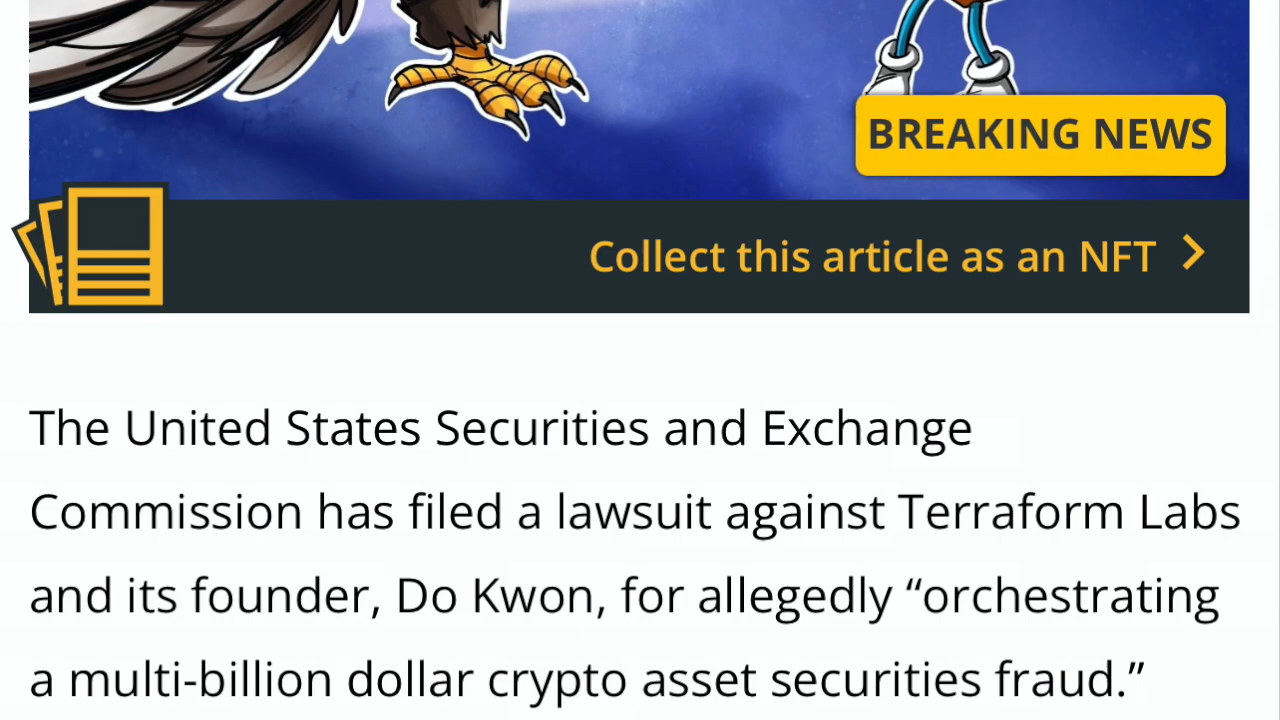 BREAKING NEWS
Collect this article as an NFT
The United States Securities and Exchange
Commission has filed a lawsuit against Terraform Labs
and its founder, Do Kwon, for allegedly “orchestrating
a multi-billion dollar crypto asset securities fraud.”